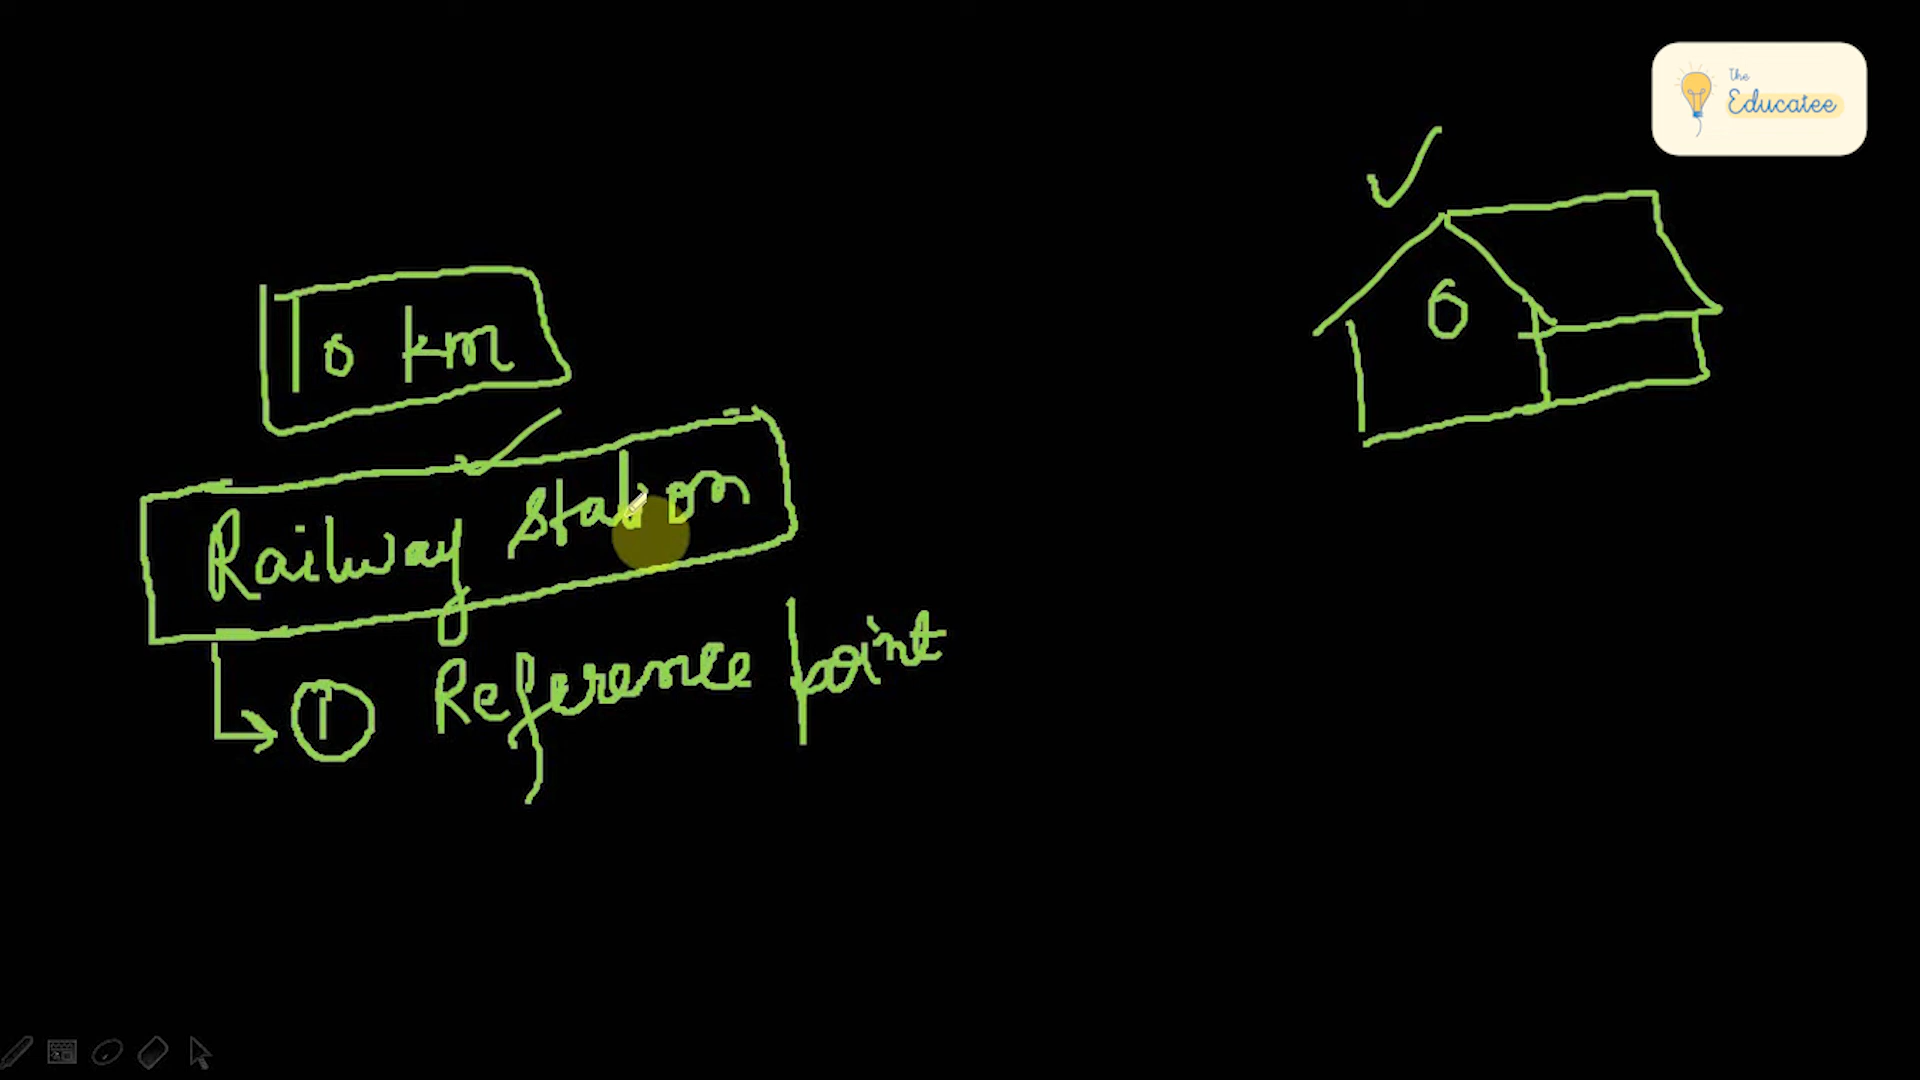 The
Educatee
6
10 km
Railway Station
1 Reference point